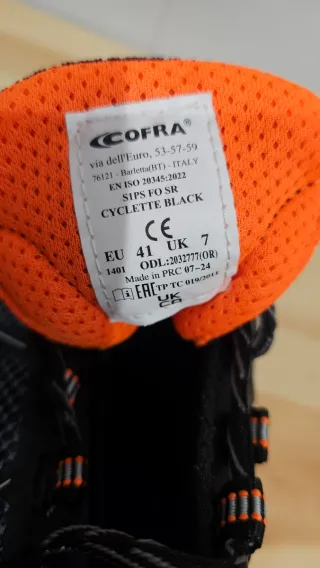 COFRA®
via dell'Euro, 53-57-59
76121 - Barletta(BT) - ITALY
EN ISO 20345:2022
S1PS FO SR
CYCLETTE BLACK
CE
EU 41 UK 7
1401 ODL:2032777(OR)
Made in PRC 07-24
EAC TP TC 019/2011
UK
CA